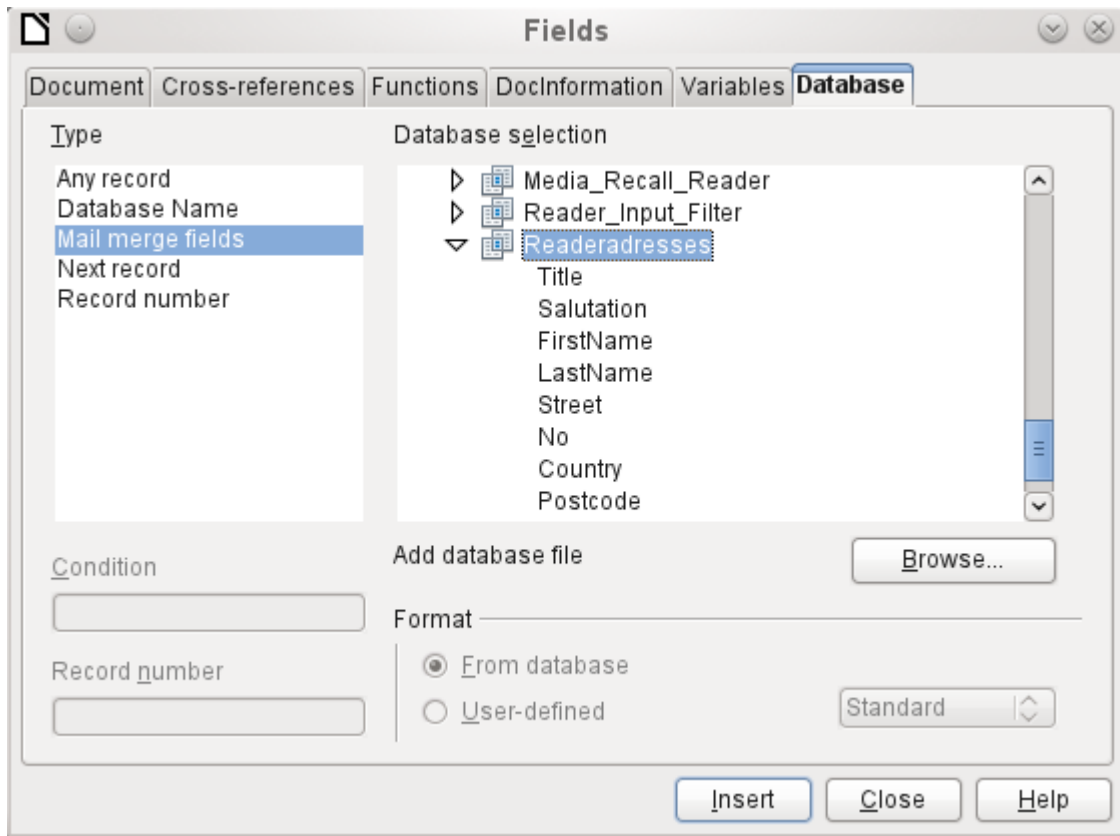 Fields
Document Cross-references Functions DocInformation Variables Database
Type
Any record
Database Name
Mail merge fields
Next record
Record number
Condition
Record number
Database selection
Media_Recall_Reader
Reader_Input_Filter
Readeradresses
Title
Salutation
FirstName
LastName
Street
No
Country
Postcode
Add database file
Browse...
Format
From database
User-defined
Standard
Insert Close Help